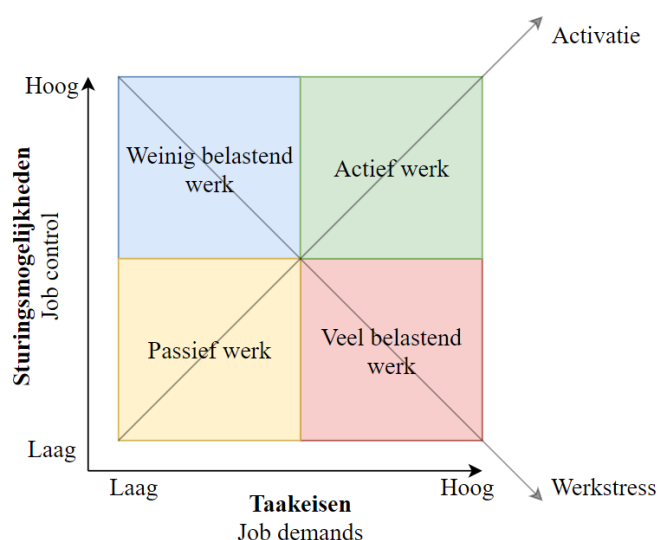 Activatie
Hoog
Weinig belastend
werk
Actief werk
Sturingsmogelijkheden
Job control
Passief werk
Veel belastend
werk
Laag
Laag
Hoog
Werkstress
Taakeisen
Job demands